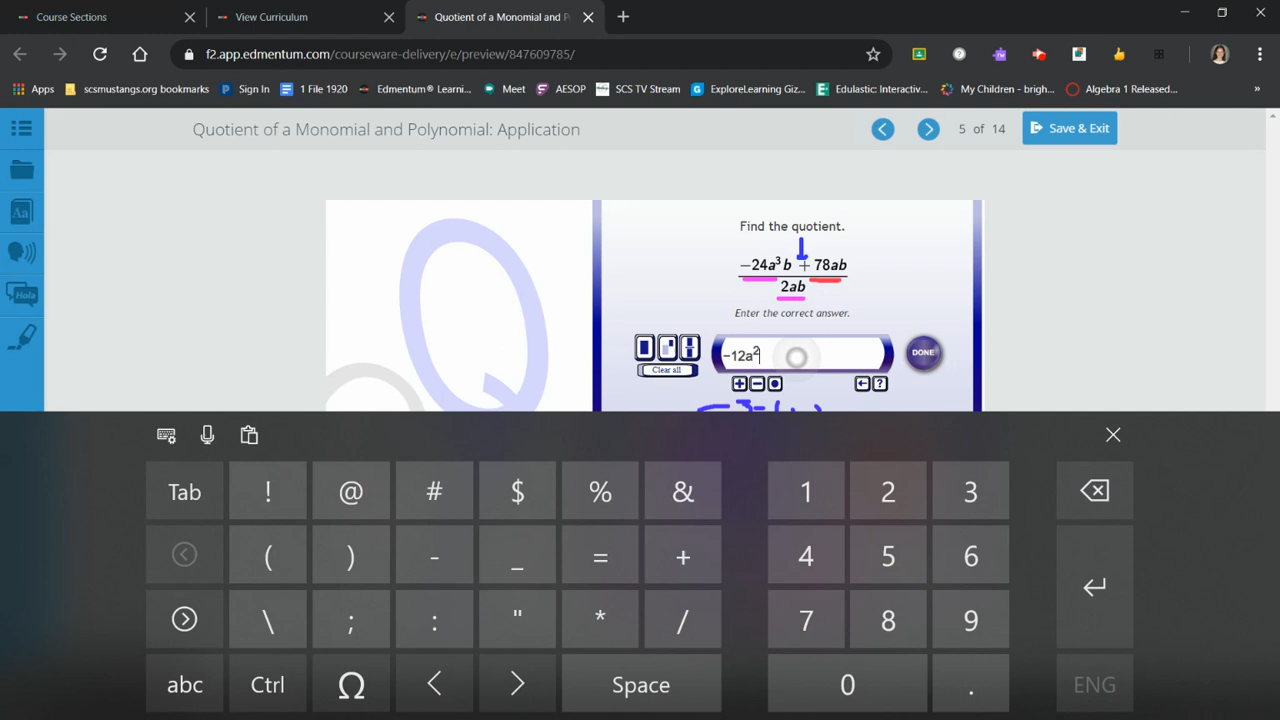 Course Sections
View Curriculum
Quotient of a Monomial and P
f2.app.edmentum.com/courseware-delivery/e/preview/847609785/
Apps
scsmustangs.org bookmarks
Sign In
1 File 1920
Edmentum® Learni...
Meet
AESOP
SCS TV Stream
ExploreLearning Giz...
Edulastic: Interactiv...
My Children - brigh...
Algebra 1 Released...
»
Quotient of a Monomial and Polynomial: Application
5 of 14
Save & Exit
Aa
Hola
Q
Find the quotient.
−24a³b + 78ab
2ab
Enter the correct answer.
−12a²
DONE
Clear all
+ − ● ← ?
Tab ! @ # $ % & 1 2 3
( ) - _ = + 4 5 6
\ ; : " * / 7 8 9
abc Ctrl Ω < > Space 0 . ENG